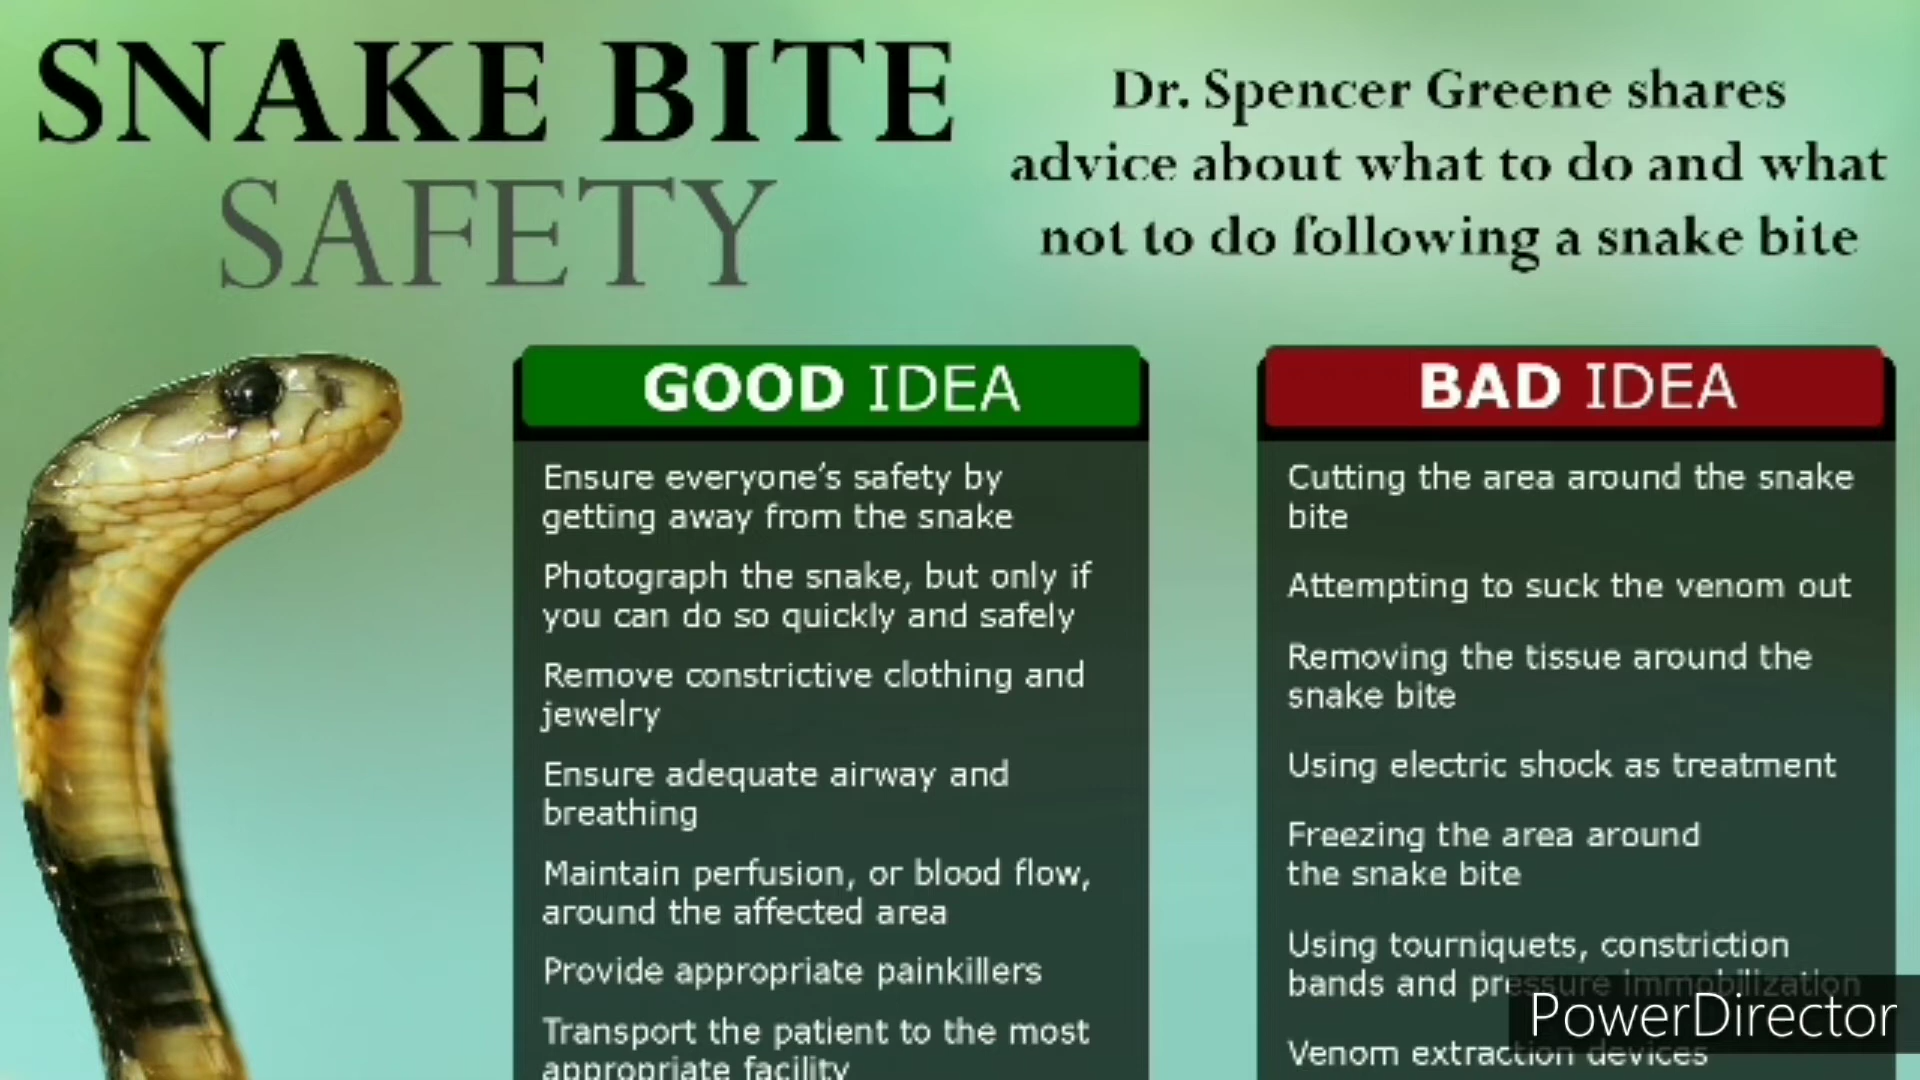 SNAKE BITE
SAFETY
Dr. Spencer Greene shares
advice about what to do and what
not to do following a snake bite
GOOD IDEA
Ensure everyone's safety by
getting away from the snake
Photograph the snake, but only if
you can do so quickly and safely
Remove constrictive clothing and
jewelry
Ensure adequate airway and
breathing
Maintain perfusion, or blood flow,
around the affected area
Provide appropriate painkillers
Transport the patient to the most
appropriate facility
BAD IDEA
Cutting the area around the snake
bite
Attempting to suck the venom out
Removing the tissue around the
snake bite
Using electric shock as treatment
Freezing the area around
the snake bite
Using tourniquets, constriction
bands and pressure immobilization
Venom extraction devices
PowerDirector